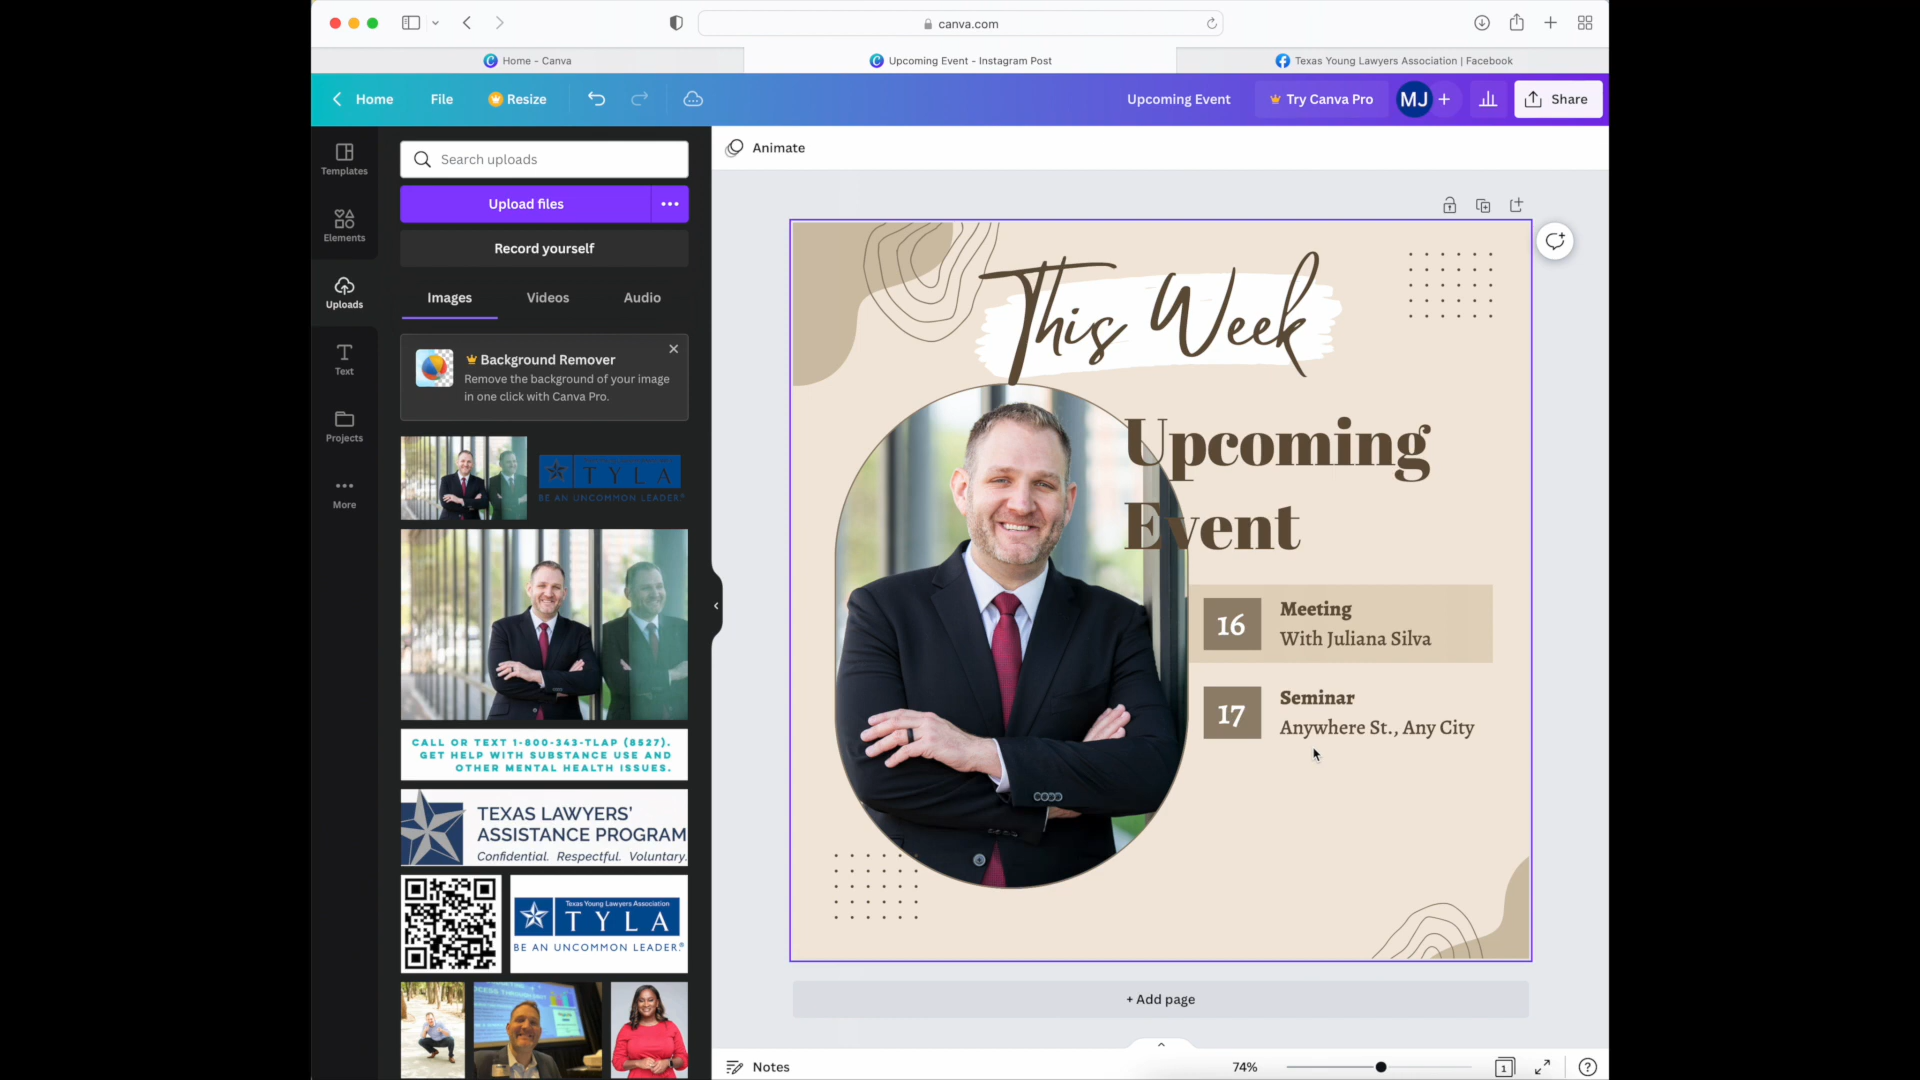 canva.com
Home - Canva
Upcoming Event - Instagram Post
Texas Young Lawyers Association | Facebook
Home
File
Resize
Upcoming Event
Try Canva Pro
MJ
Share
Templates
Elements
Uploads
Text
Projects
More
Search uploads
Upload files
Record yourself
Images
Videos
Audio
Background Remover
Remove the background of your image
in one click with Canva Pro.
TYLA
BE AN UNCOMMON LEADER.®
CALL OR TEXT 1-800-343-TLAP (8527).
GET HELP WITH SUBSTANCE USE AND
OTHER MENTAL HEALTH ISSUES.
TEXAS LAWYERS'
ASSISTANCE PROGRAM
Confidential. Respectful. Voluntary.
Texas Young Lawyers Association
TYLA
BE AN UNCOMMON LEADER.®
Animate
This Week
Upcoming
Event
16
Meeting
With Juliana Silva
17
Seminar
Anywhere St., Any City
+ Add page
Notes
74%
1
?